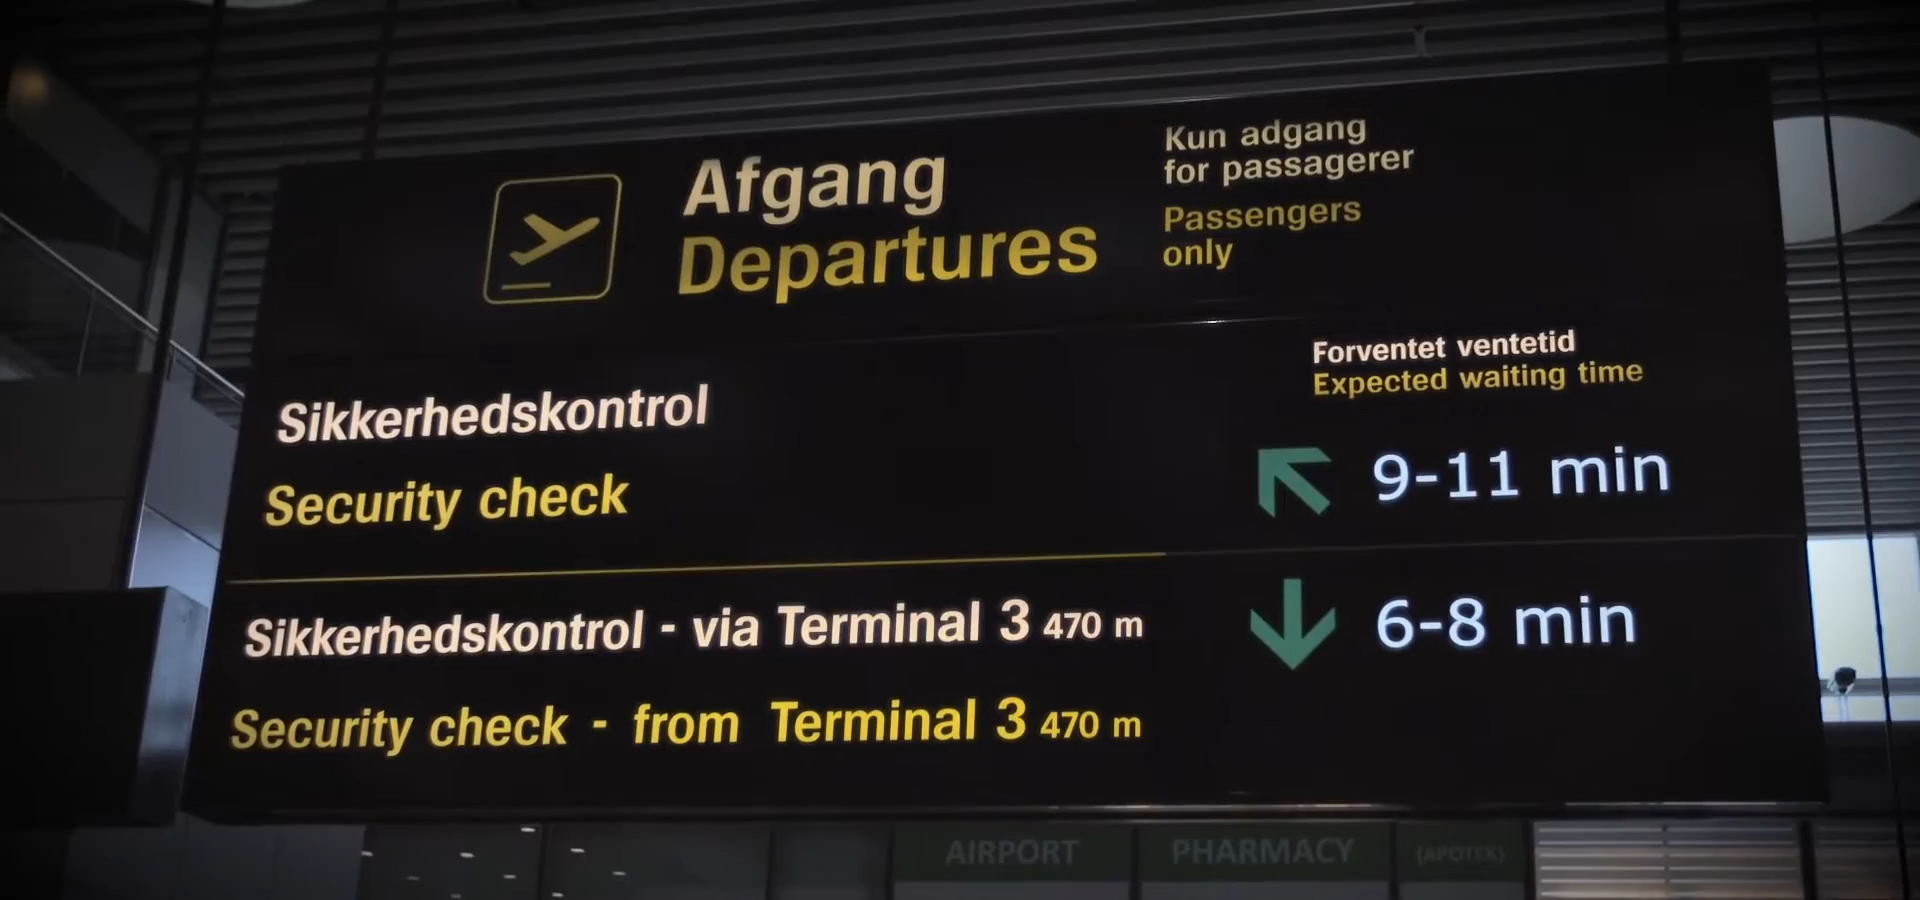 Afgang
Departures
Kun adgang
for passagerer
Passengers
only
Forventet ventetid
Expected waiting time
Sikkerhedskontrol
Security check
9-11 min
Sikkerhedskontrol - via Terminal 3 470 m
Security check - from Terminal 3 470 m
6-8 min
AIRPORT PHARMACY (APOTEK)